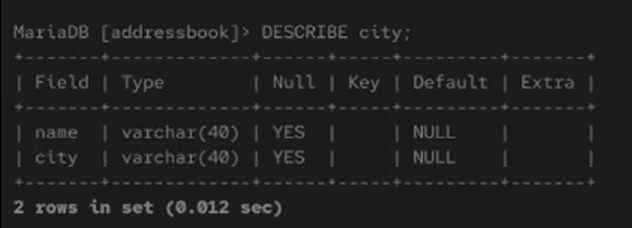 MariaDB [addressbook]> DESCRIBE city;
+-------+-------------+------+-----+---------+-------+
| Field | Type        | Null | Key | Default | Extra |
+-------+-------------+------+-----+---------+-------+
| name  | varchar(40) | YES  |     | NULL    |       |
| city  | varchar(40) | YES  |     | NULL    |       |
+-------+-------------+------+-----+---------+-------+
2 rows in set (0.012 sec)